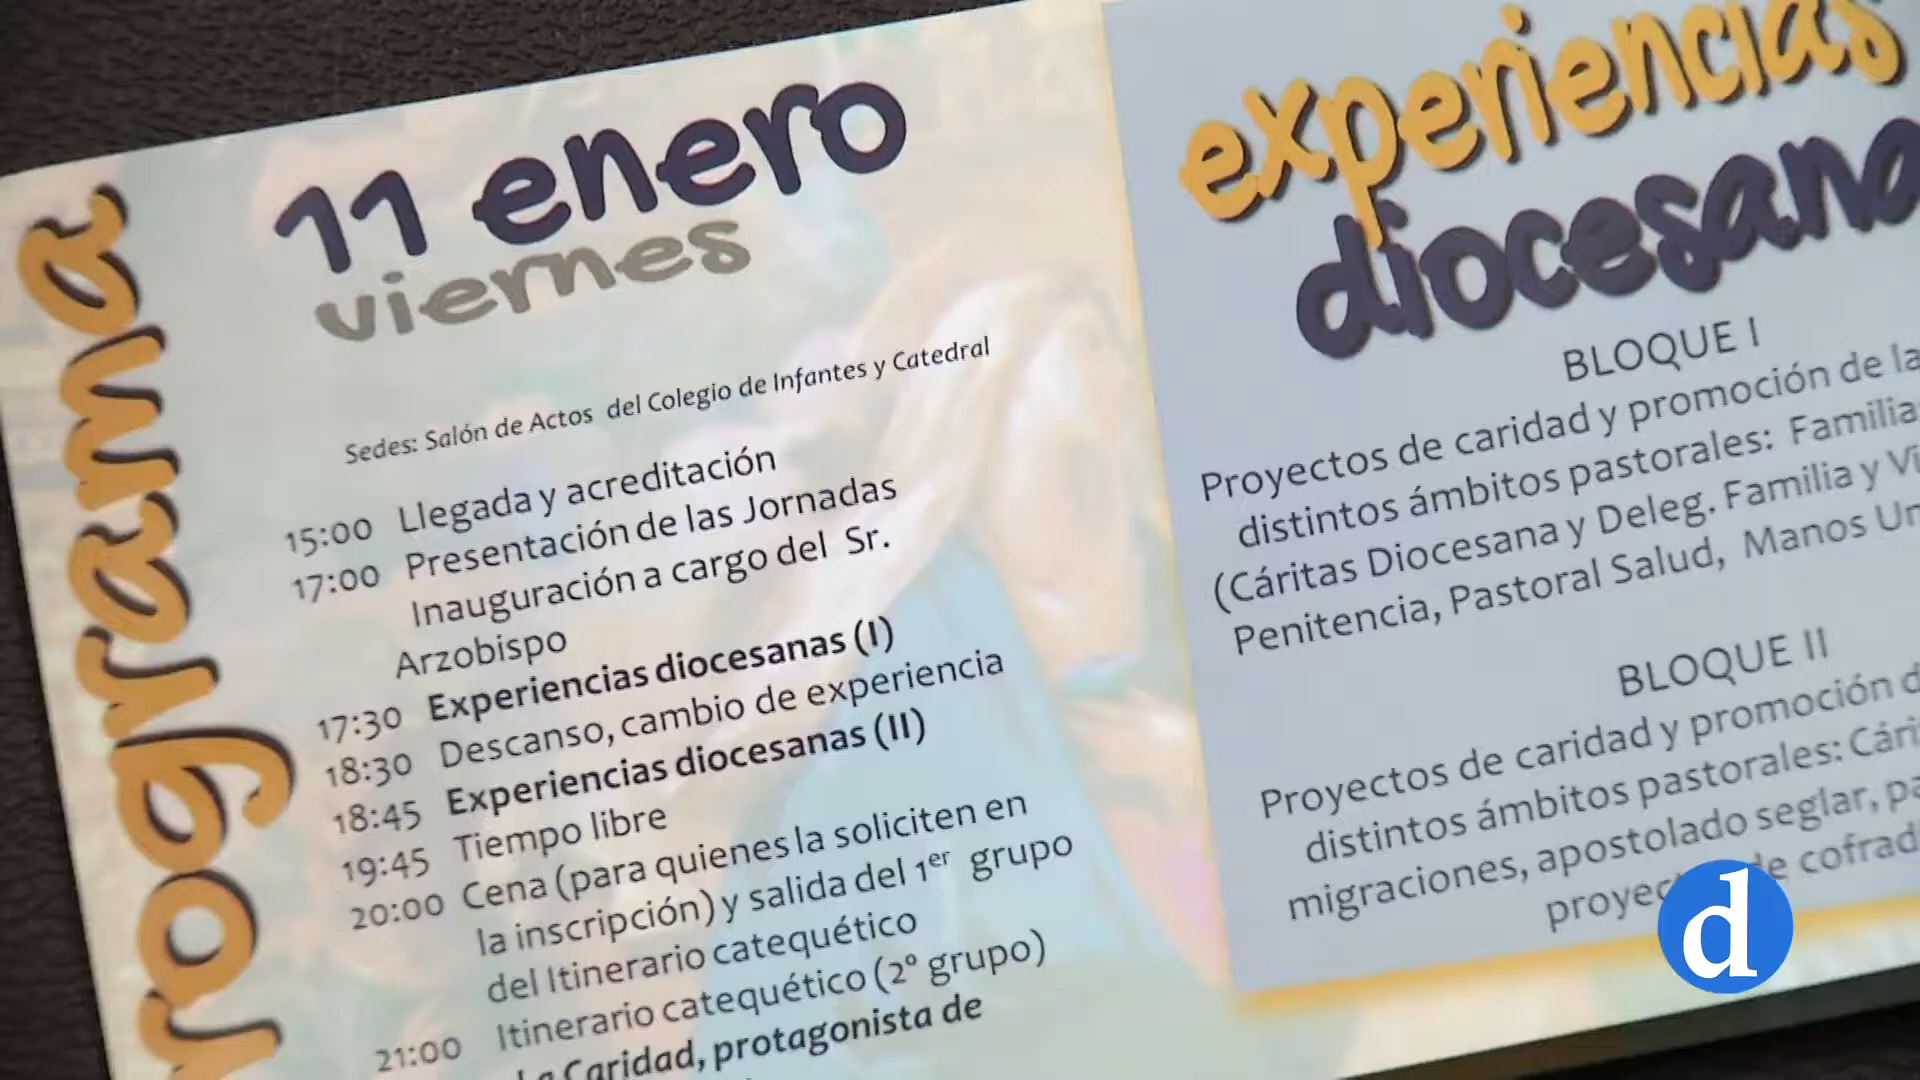 programa
11 enero
viernes
Sedes: Salón de Actos del Colegio de Infantes y Catedral
15:00 Llegada y acreditación
17:00 Presentación de las Jornadas
Inauguración a cargo del Sr.
Arzobispo
17:30 Experiencias diocesanas (I)
18:30 Descanso, cambio de experiencia
18:45 Experiencias diocesanas (II)
19:45 Tiempo libre
20:00 Cena (para quienes la soliciten en
la inscripción) y salida del 1er grupo
del Itinerario catequético
21:00 Itinerario catequético (2º grupo)
La Caridad, protagonista de
experiencias
diocesana
BLOQUE I
Proyectos de caridad y promoción de la
distintos ámbitos pastorales: Familia
(Cáritas Diocesana y Deleg. Familia y Vi
Penitencia, Pastoral Salud, Manos Un
BLOQUE II
Proyectos de caridad y promoción d
distintos ámbitos pastorales: Cári
migraciones, apostolado seglar, pa
proyec de cofrad
d